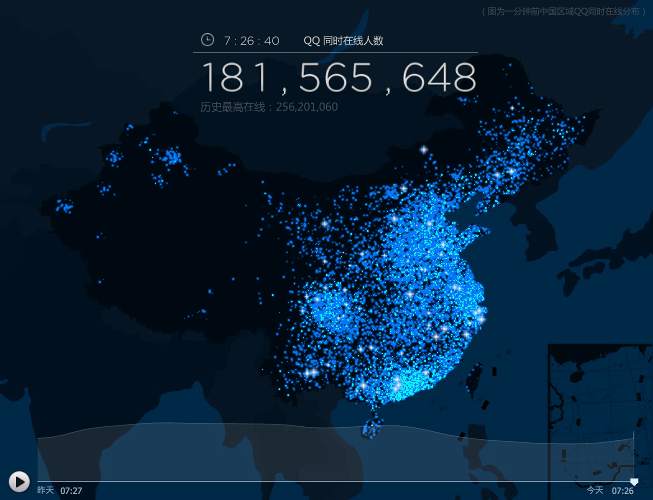 (图为一分钟前中国区域QQ同时在线分布)
7 : 26 : 40 QQ 同时在线人数
181,565,648
历史最高在线：256,201,060
昨天 07:27
今天 07:26